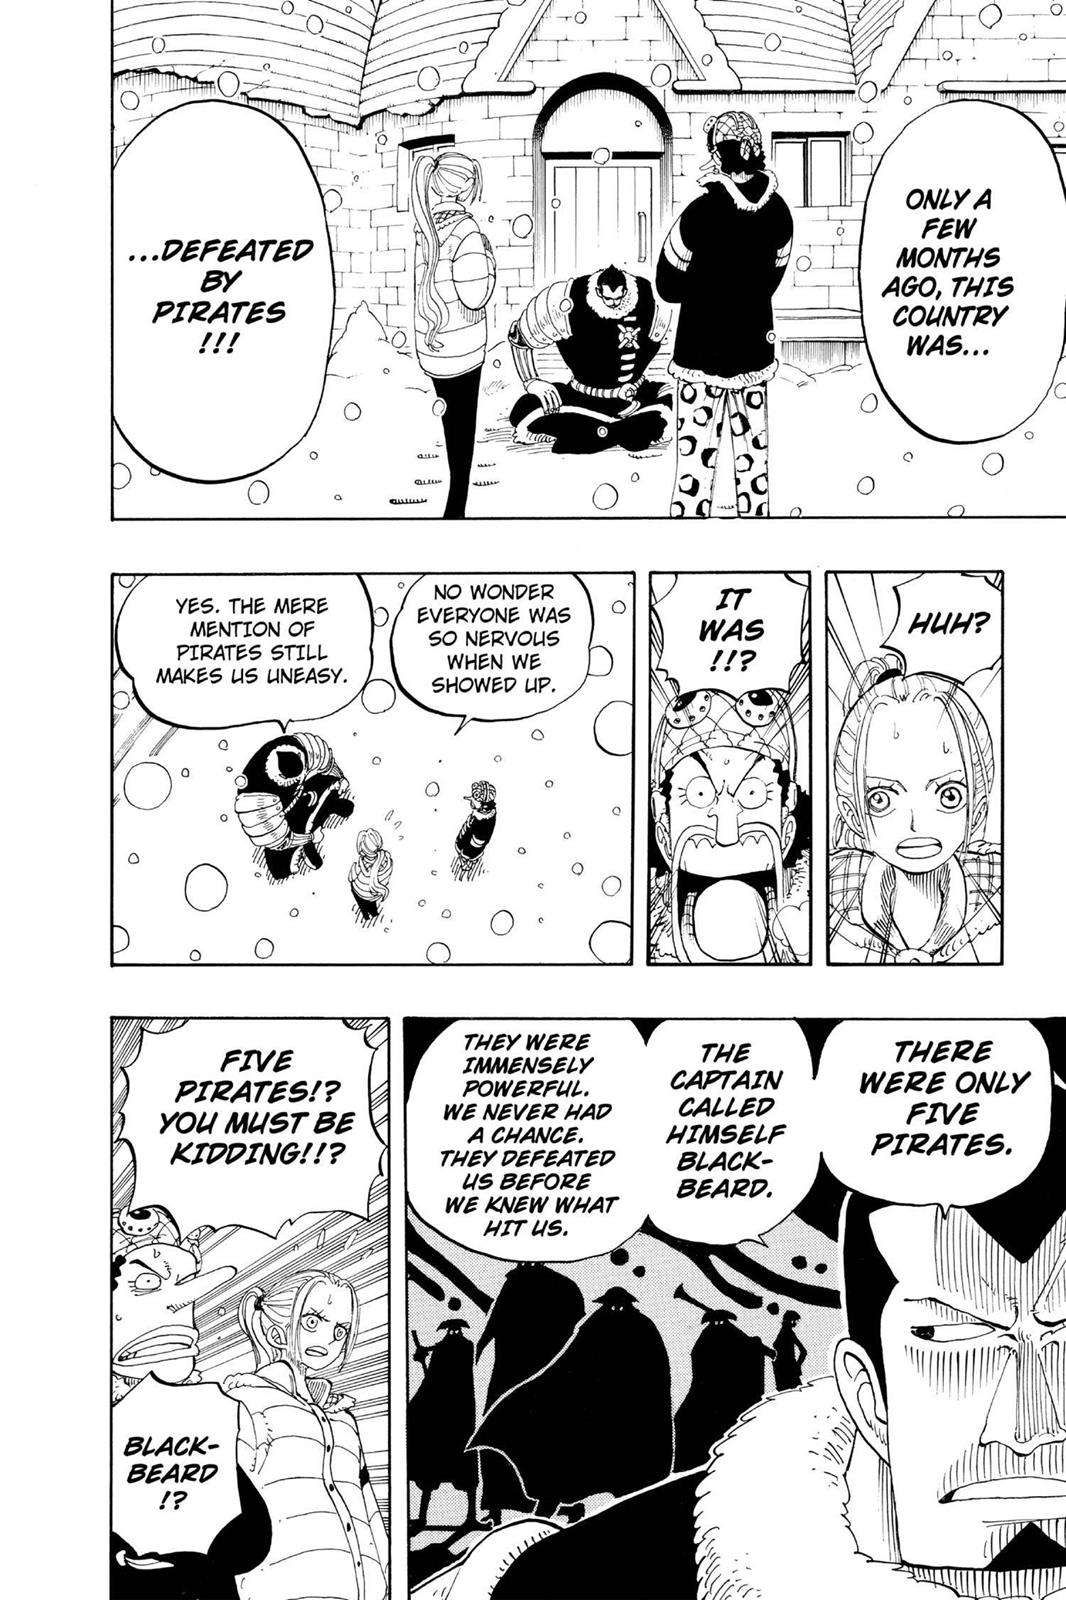 ONLY A
FEW
MONTHS
AGO, THIS
COUNTRY
WAS...
...DEFEATED
BY
PIRATES
!!!
HUH?
IT
WAS
!!?
NO WONDER
EVERYONE WAS
SO NERVOUS
WHEN WE
SHOWED UP.
YES. THE MERE
MENTION OF
PIRATES STILL
MAKES US UNEASY.
THERE
WERE ONLY
FIVE
PIRATES.
THE
CAPTAIN
CALLED
HIMSELF
BLACK-
BEARD.
THEY WERE
IMMENSELY
POWERFUL.
WE NEVER HAD
A CHANCE.
THEY DEFEATED
US BEFORE
WE KNEW WHAT
HIT US.
FIVE
PIRATES!?
YOU MUST BE
KIDDING!!?
BLACK-
BEARD
!?